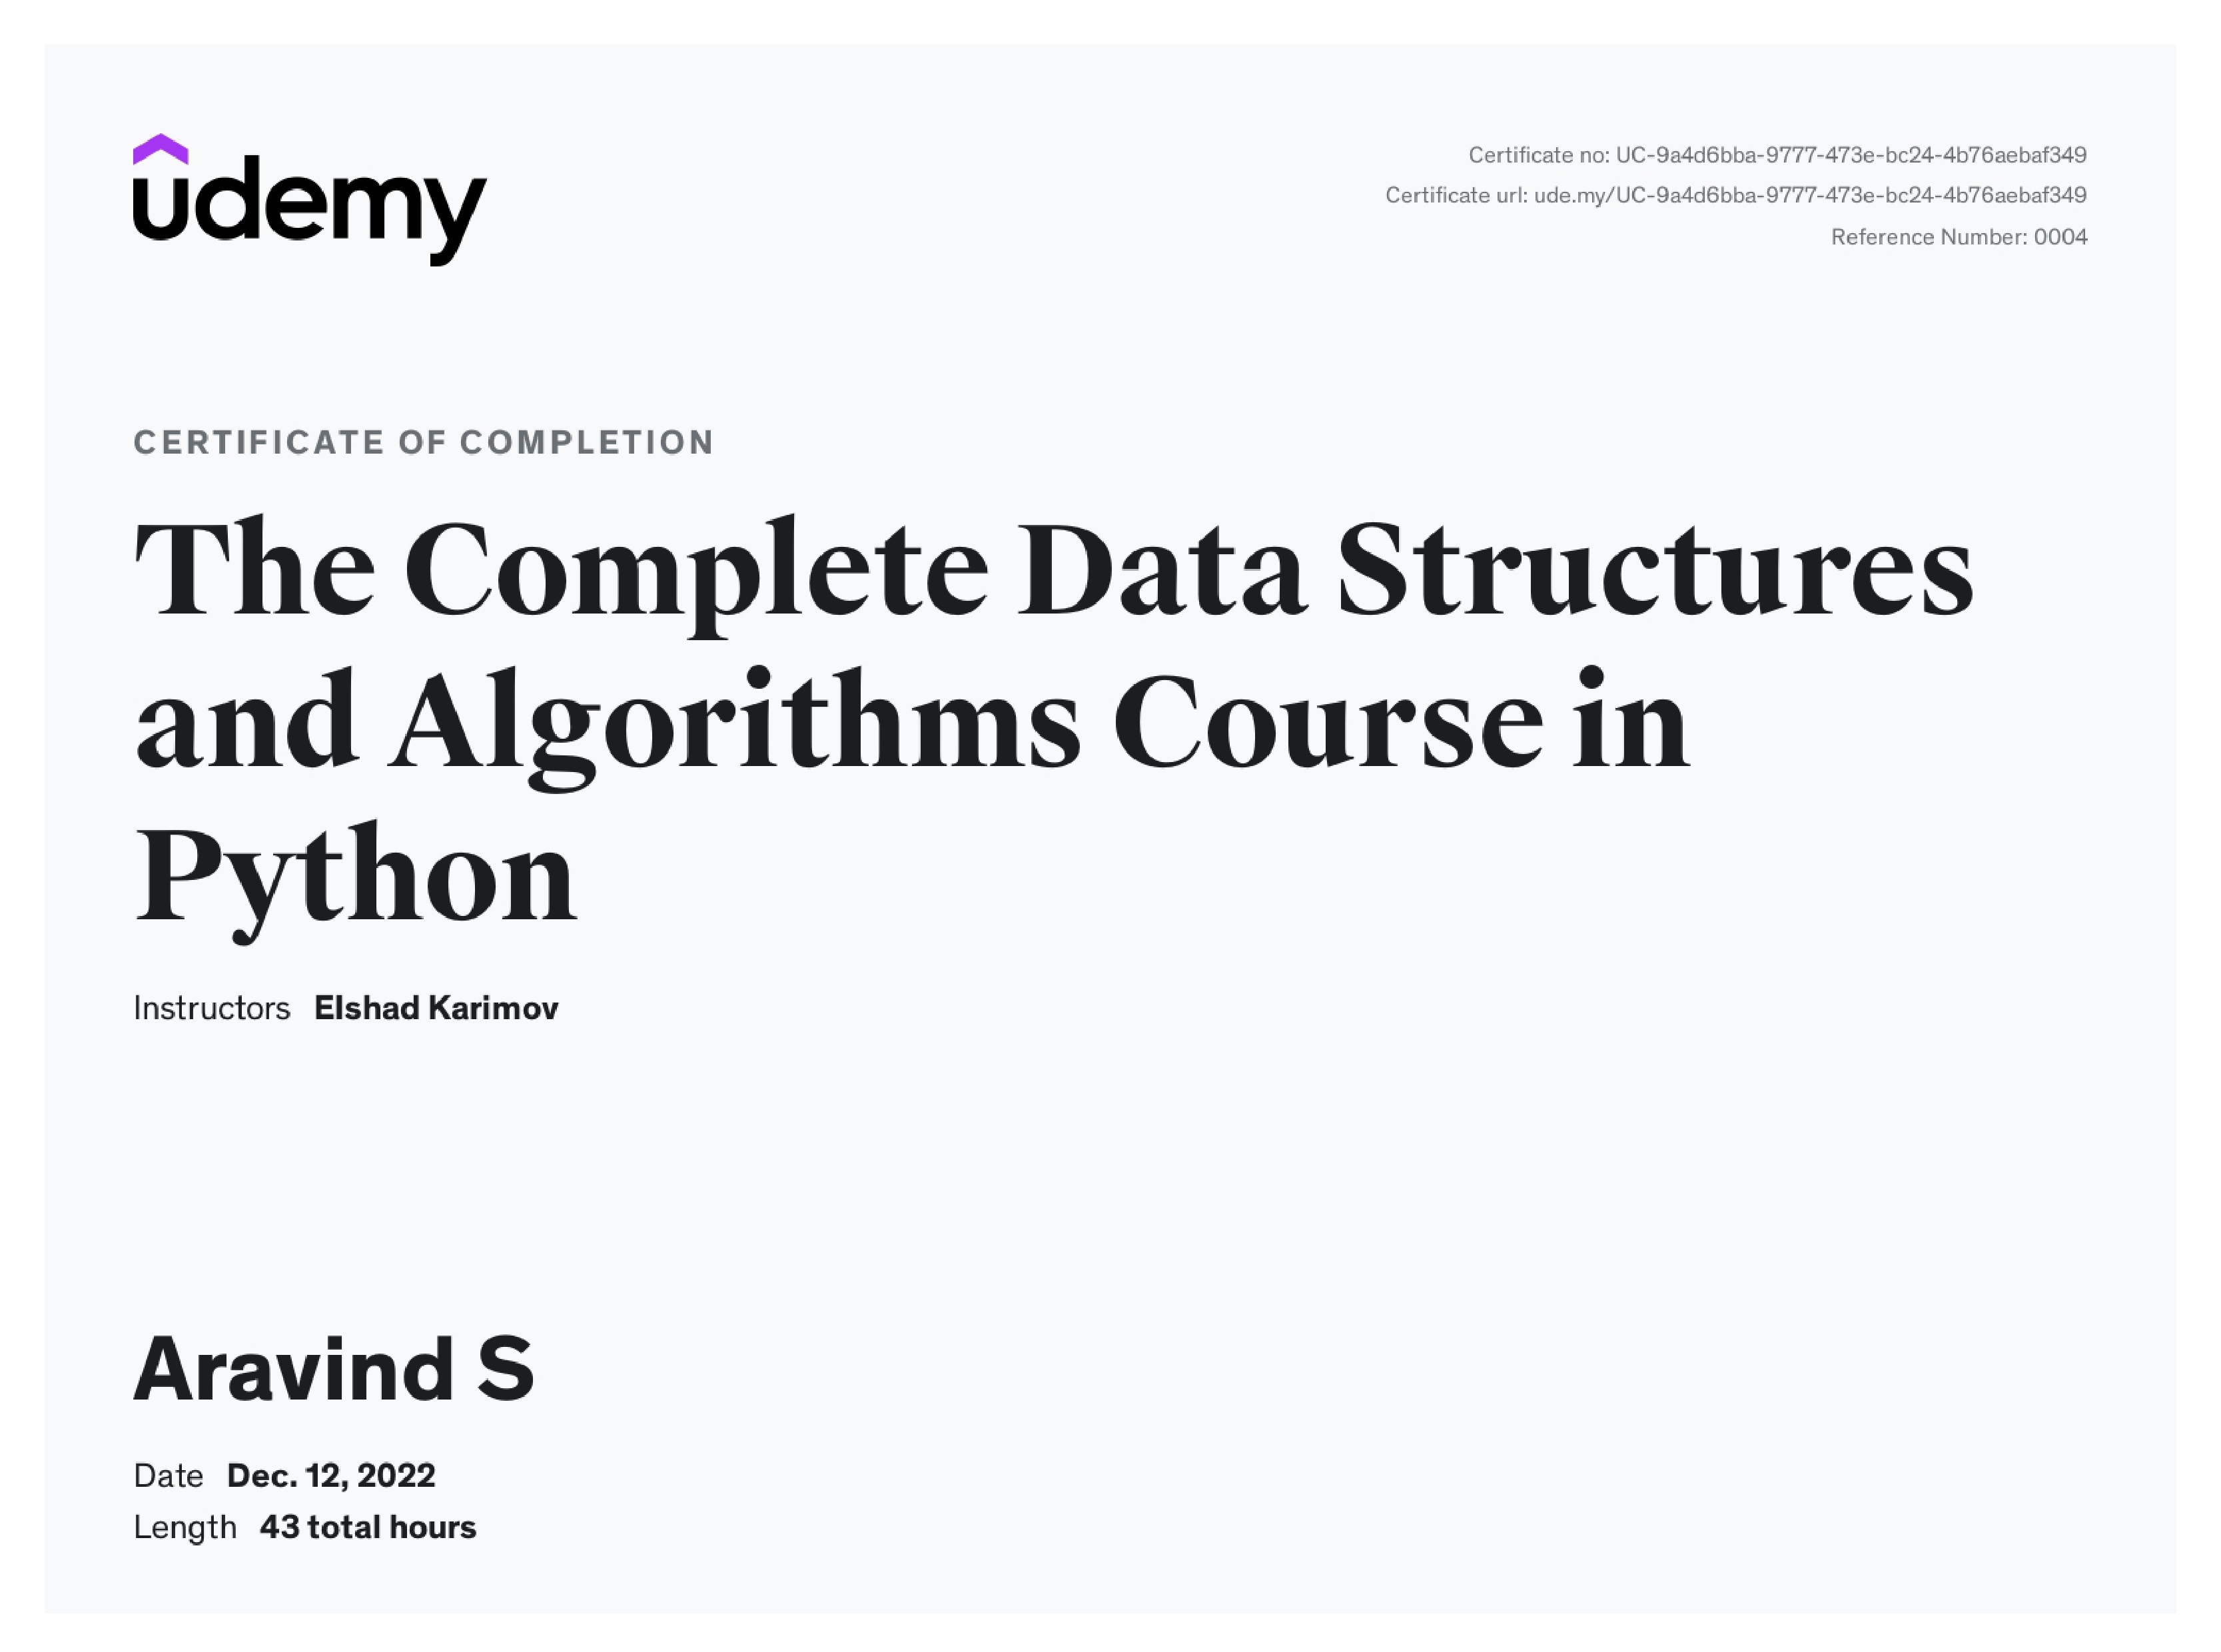 udemy
Certificate no: UC-9a4d6bba-9777-473e-bc24-4b76aebaf349
Certificate url: ude.my/UC-9a4d6bba-9777-473e-bc24-4b76aebaf349
Reference Number: 0004
CERTIFICATE OF COMPLETION
The Complete Data Structures
and Algorithms Course in
Python
Instructors Elshad Karimov
Aravind S
Date Dec. 12, 2022
Length 43 total hours